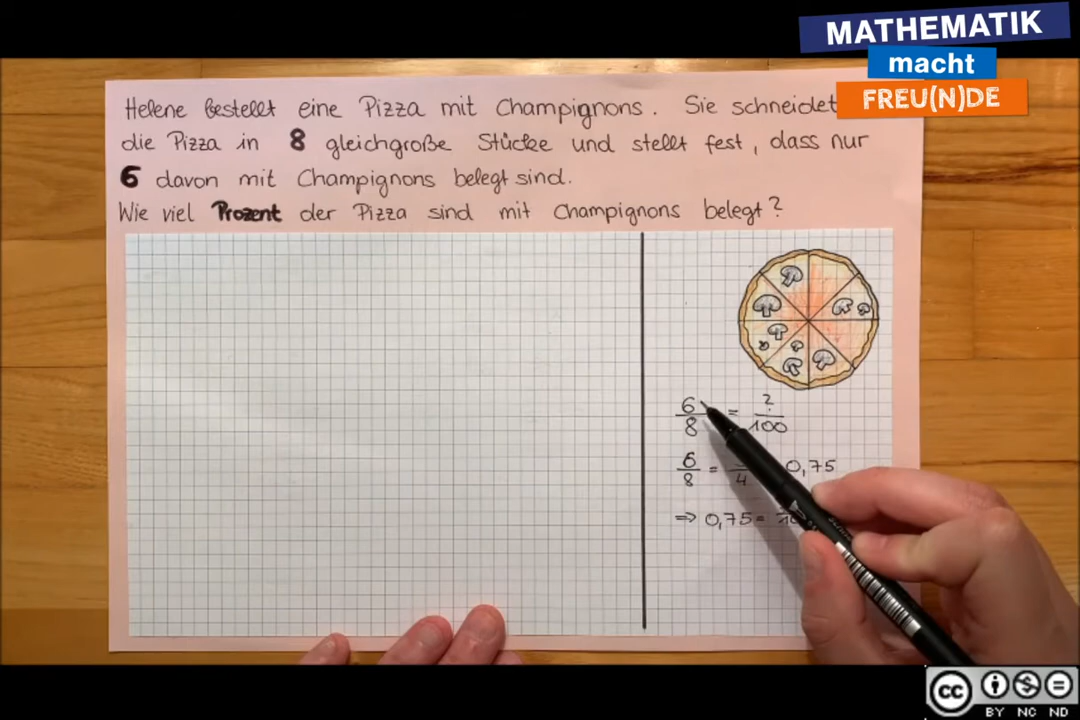 MATHEMATIK
macht
FREU(N)DE
Helene bestellt eine Pizza mit Champignons. Sie schneidet
die Pizza in 8 gleichgroße Stücke und stellt fest, dass nur
6 davon mit Champignons belegt sind.
Wie viel Prozent der Pizza sind mit Champignons belegt?
6/8 = ?/100
6/8 = /4 0,75
⇒ 0,75 =
cc BY NC ND